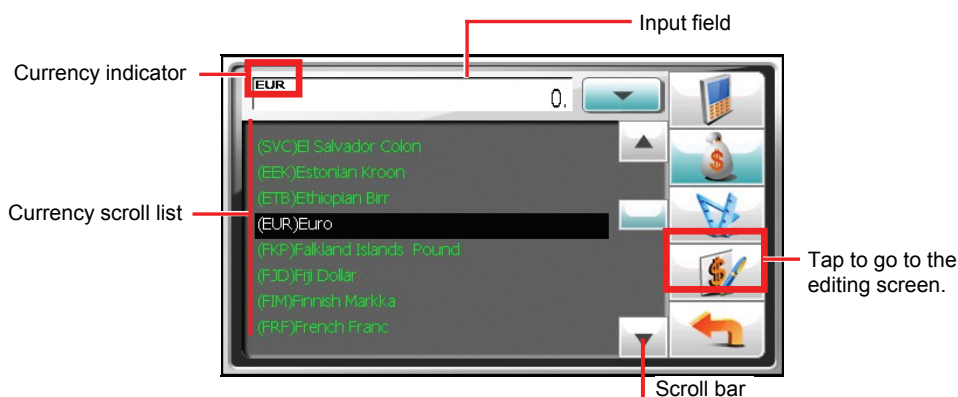 Input field
Currency indicator
EUR
0.
(SVC)El Salvador Colon
(EEK)Estonian Kroon
(ETB)Ethiopian Birr
Currency scroll list
(EUR)Euro
(FKP)Falkland Islands Pound
(FJD)Fiji Dollar
(FIM)Finnish Markka
(FRF)French Franc
$
$
Tap to go to the
editing screen.
Scroll bar